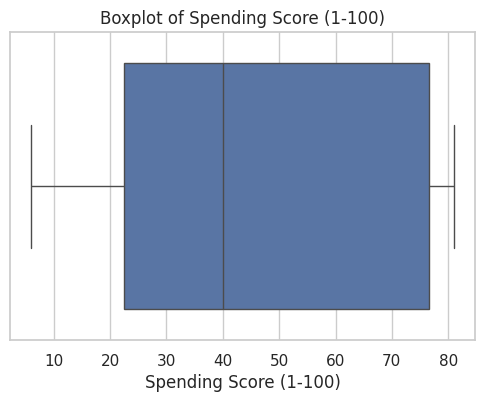 Boxplot of Spending Score (1-100)
10 20 30 40 50 60 70 80
Spending Score (1-100)